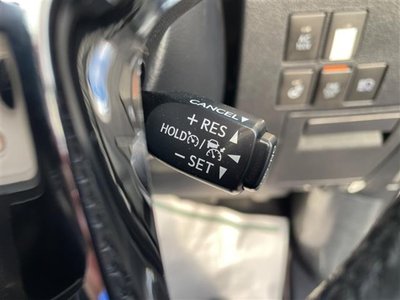 CANCEL
+ RES
HOLD /
− SET